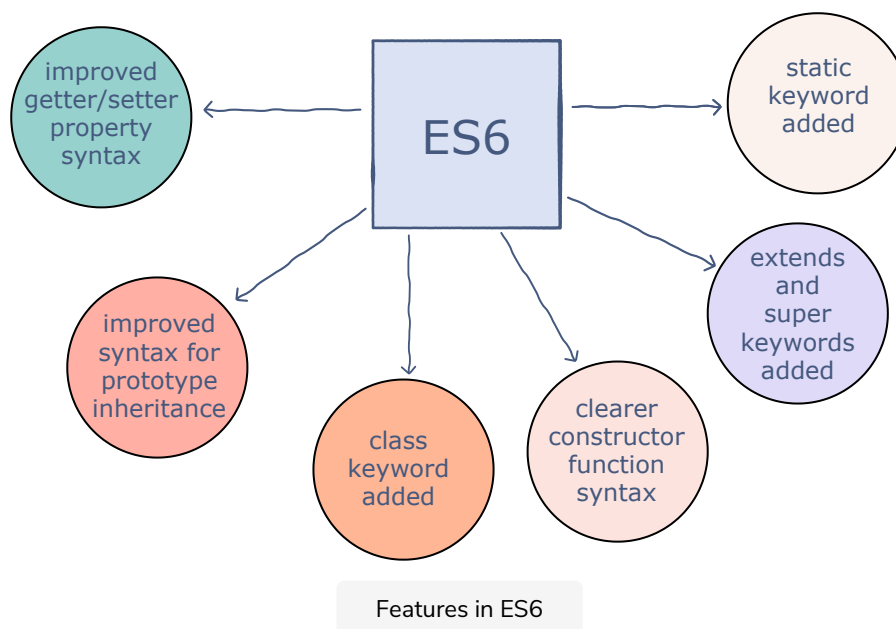 ES6
improved
getter/setter
property
syntax
static
keyword
added
extends
and
super
keywords
added
improved
syntax for
prototype
inheritance
class
keyword
added
clearer
constructor
function
syntax
Features in ES6